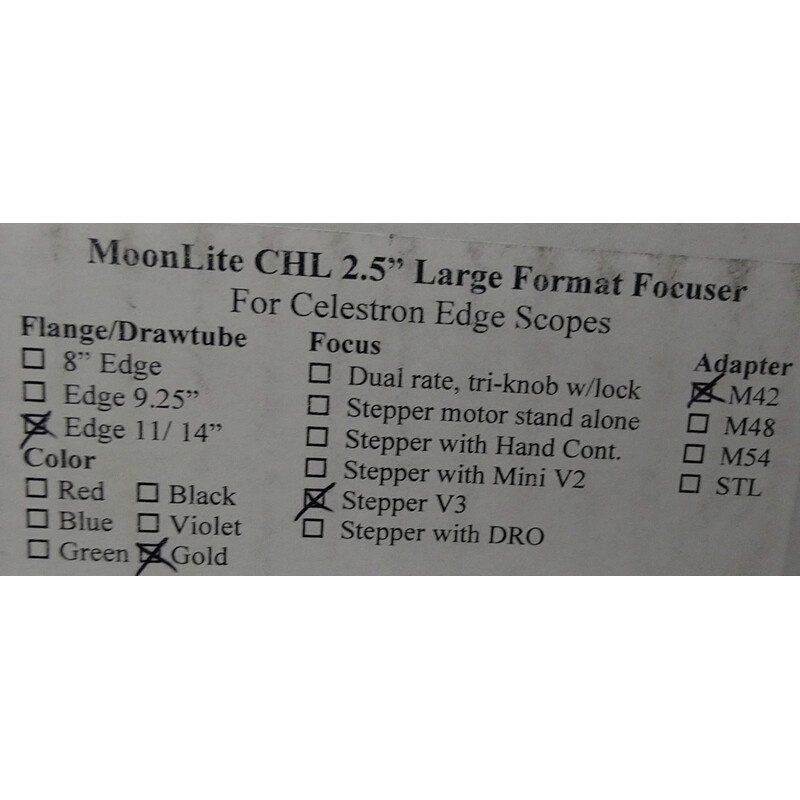 MoonLite CHL 2.5” Large Format Focuser
For Celestron Edge Scopes
Flange/Drawtube
☐ 8” Edge
☐ Edge 9.25”
☒ Edge 11/ 14”
Color
☐ Red ☐ Black
☐ Blue ☐ Violet
☐ Green ☒ Gold
Focus
☐ Dual rate, tri-knob w/lock
☐ Stepper motor stand alone
☐ Stepper with Hand Cont.
☐ Stepper with Mini V2
☒ Stepper V3
☐ Stepper with DRO
Adapter
☒ M42
☐ M48
☐ M54
☐ STL